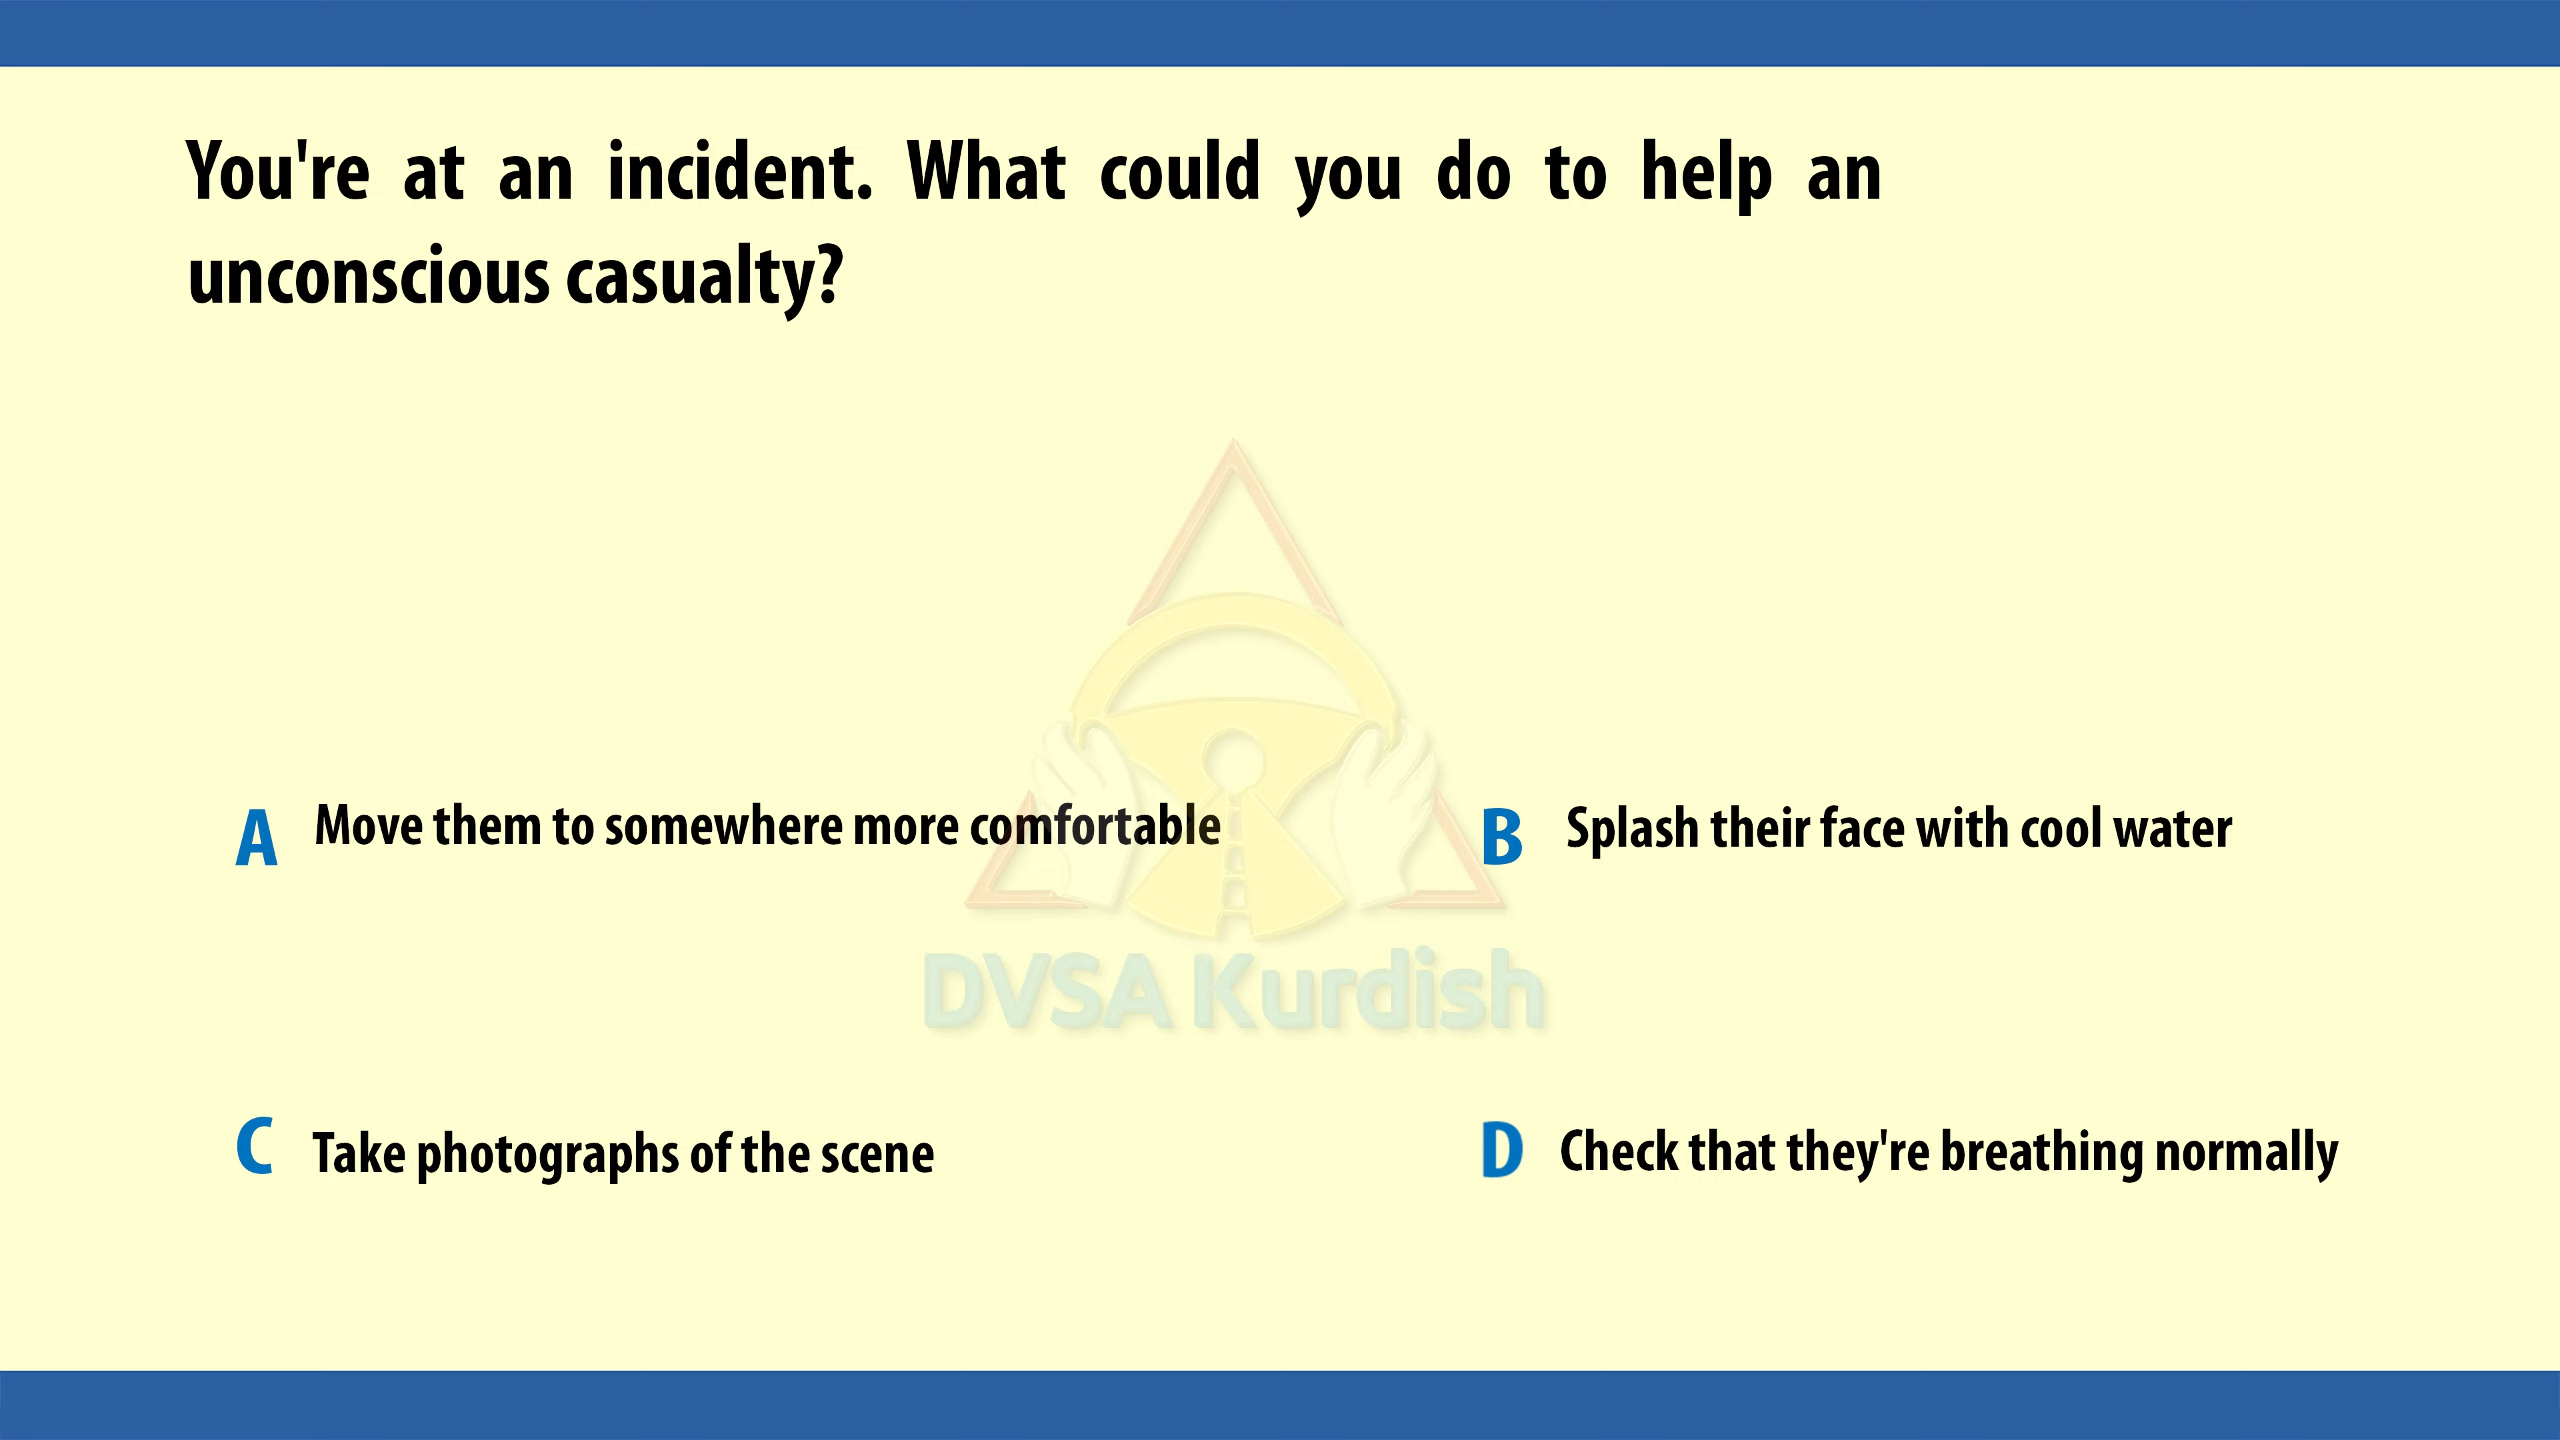 You're at an incident. What could you do to help an
unconscious casualty?
A Move them to somewhere more comfortable
B Splash their face with cool water
DVSA Kurdish
C Take photographs of the scene
D Check that they're breathing normally